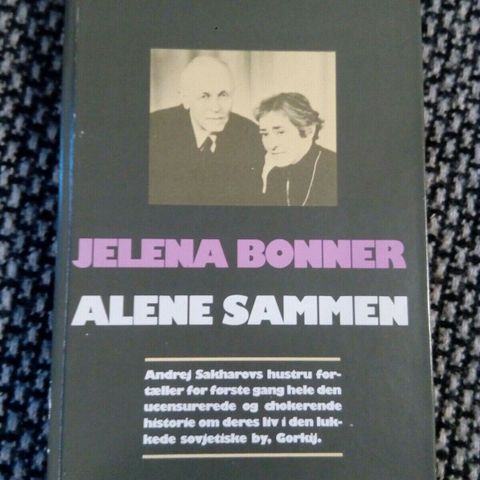 JELENA BONNER
ALENE SAMMEN
Andrej Sakharovs hustru for-
tæller for første gang hele den
ucensurerede og chokerende
historie om deres liv i den luk-
kede sovjetiske by, Gorkij.